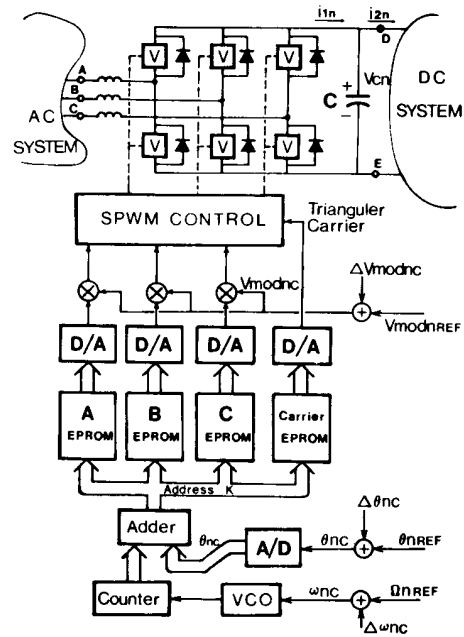 i1n
i2n
D
V
V
V
A
B
C
AC
SYSTEM
C
+
Vcn
−
DC
SYSTEM
V
V
V
E
SPWM CONTROL
Trianguler
Carrier
Vmodnc
ΔVmodnc
+
VmodnREF
D/A
D/A
D/A
D/A
A
EPROM
B
EPROM
C
EPROM
Carrier
EPROM
Address K
Adder
θnc
A/D
θnc
Δθnc
+
θnREF
Counter
VCO
ωnc
+
ΩnREF
Δωnc